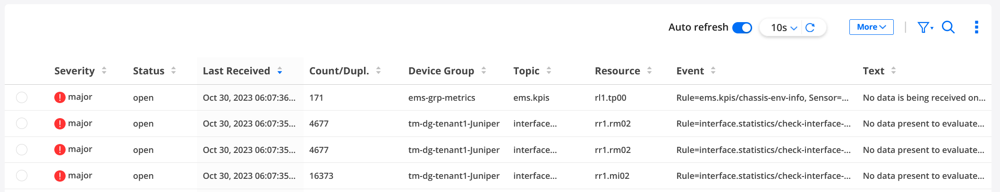 Auto refresh 10s More
Severity Status Last Received Count/Dupl. Device Group Topic Resource Event Text
major open Oct 30, 2023 06:07:36... 171 ems-grp-metrics ems.kpis rl1.tp00 Rule=ems.kpis/chassis-env-info, Sensor=... No data is being received on...
major open Oct 30, 2023 06:07:35... 4677 tm-dg-tenant1-Juniper interface... rr1.rm02 Rule=interface.statistics/check-interface-... No data present to evaluate...
major open Oct 30, 2023 06:07:35... 4677 tm-dg-tenant1-Juniper interface... rr1.rm02 Rule=interface.statistics/check-interface-... No data present to evaluate...
major open Oct 30, 2023 06:07:35... 16373 tm-dg-tenant1-Juniper interface... rr1.mi02 Rule=interface.statistics/check-interface-... No data present to evaluate...